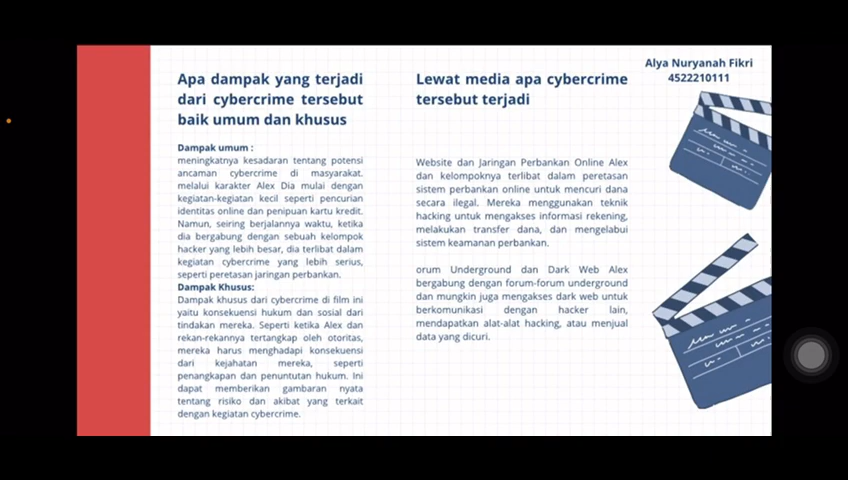 Alya Nuryanah Fikri
4522210111
Apa dampak yang terjadi
dari cybercrime tersebut
baik umum dan khusus
Dampak umum :
meningkatnya kesadaran tentang potensi
ancaman cybercrime di masyarakat.
melalui karakter Alex Dia mulai dengan
kegiatan-kegiatan kecil seperti pencurian
identitas online dan penipuan kartu kredit.
Namun, seiring berjalannya waktu, ketika
dia bergabung dengan sebuah kelompok
hacker yang lebih besar, dia terlibat dalam
kegiatan cybercrime yang lebih serius,
seperti peretasan jaringan perbankan.
Dampak Khusus:
Dampak khusus dari cybercrime di film ini
yaitu konsekuensi hukum dan sosial dari
tindakan mereka. Seperti ketika Alex dan
rekan-rekannya tertangkap oleh otoritas,
mereka harus menghadapi konsekuensi
dari kejahatan mereka, seperti
penangkapan dan penuntutan hukum. Ini
dapat memberikan gambaran nyata
tentang risiko dan akibat yang terkait
dengan kegiatan cybercrime.
Lewat media apa cybercrime
tersebut terjadi
Website dan Jaringan Perbankan Online Alex
dan kelompoknya terlibat dalam peretasan
sistem perbankan online untuk mencuri dana
secara ilegal. Mereka menggunakan teknik
hacking untuk mengakses informasi rekening,
melakukan transfer dana, dan mengelabui
sistem keamanan perbankan.
orum Underground dan Dark Web Alex
bergabung dengan forum-forum underground
dan mungkin juga mengakses dark web untuk
berkomunikasi dengan hacker lain,
mendapatkan alat-alat hacking, atau menjual
data yang dicuri.